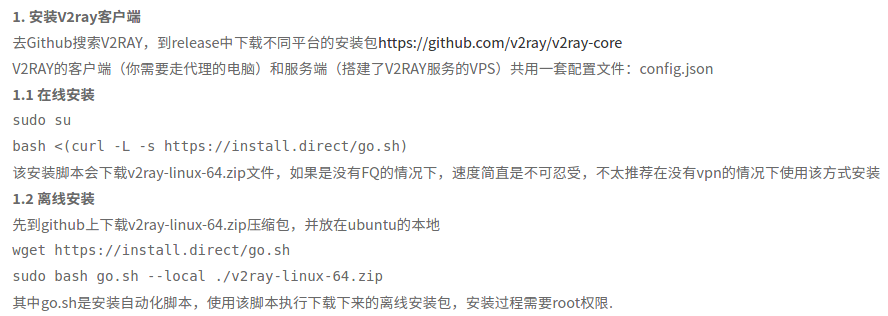 1. 安装V2ray客户端
去Github搜索V2RAY，到release中下载不同平台的安装包https://github.com/v2ray/v2ray-core
V2RAY的客户端（你需要走代理的电脑）和服务端（搭建了V2RAY服务的VPS）共用一套配置文件：config.json
1.1 在线安装
sudo su
bash <(curl -L -s https://install.direct/go.sh)
该安装脚本会下载v2ray-linux-64.zip文件，如果是没有FQ的情况下，速度简直是不可忍受，不太推荐在没有vpn的情况下使用该方式安装
1.2 离线安装
先到github上下载v2ray-linux-64.zip压缩包，并放在ubuntu的本地
wget https://install.direct/go.sh
sudo bash go.sh --local ./v2ray-linux-64.zip
其中go.sh是安装自动化脚本，使用该脚本执行下载下来的离线安装包，安装过程需要root权限.